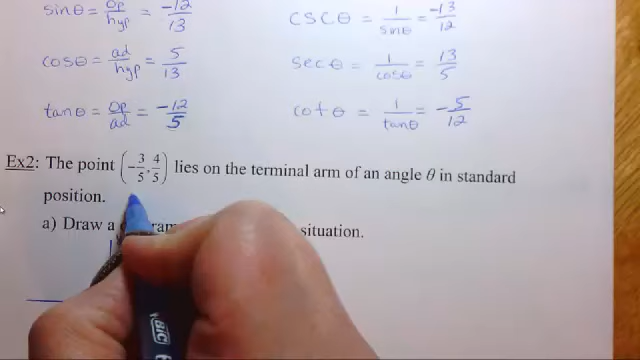 sinθ = op/hyp = -12/13
cscθ = 1/sinθ = -13/12
cosθ = ad/hyp = 5/13
secθ = 1/cosθ = 13/5
tanθ = op/ad = -12/5
cotθ = 1/tanθ = -5/12
Ex2: The point (-3/5, 4/5) lies on the terminal arm of an angle θ in standard
position.
a) Draw a situation.
BIC